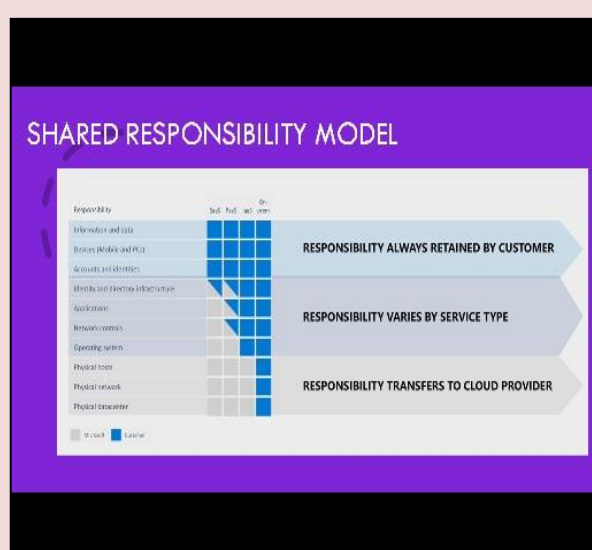 SHARED RESPONSIBILITY MODEL
Responsibility SaaS PaaS IaaS On-prem
Information and data
Devices (Mobile and PCs)
Accounts and identities
RESPONSIBILITY ALWAYS RETAINED BY CUSTOMER
Identity and directory infrastructure
Applications
Network controls
Operating system
RESPONSIBILITY VARIES BY SERVICE TYPE
Physical hosts
Physical network
Physical datacenter
RESPONSIBILITY TRANSFERS TO CLOUD PROVIDER
Microsoft Customer